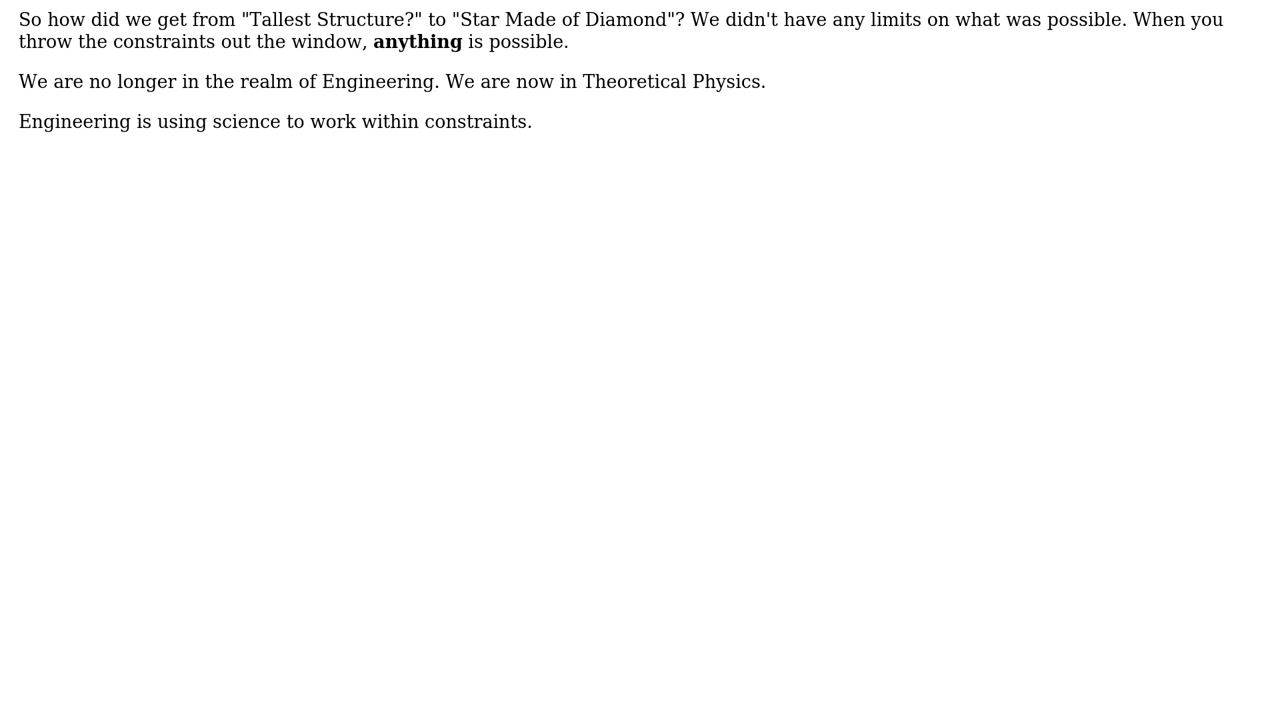 So how did we get from "Tallest Structure?" to "Star Made of Diamond"? We didn't have any limits on what was possible. When you
throw the constraints out the window, anything is possible.
We are no longer in the realm of Engineering. We are now in Theoretical Physics.
Engineering is using science to work within constraints.